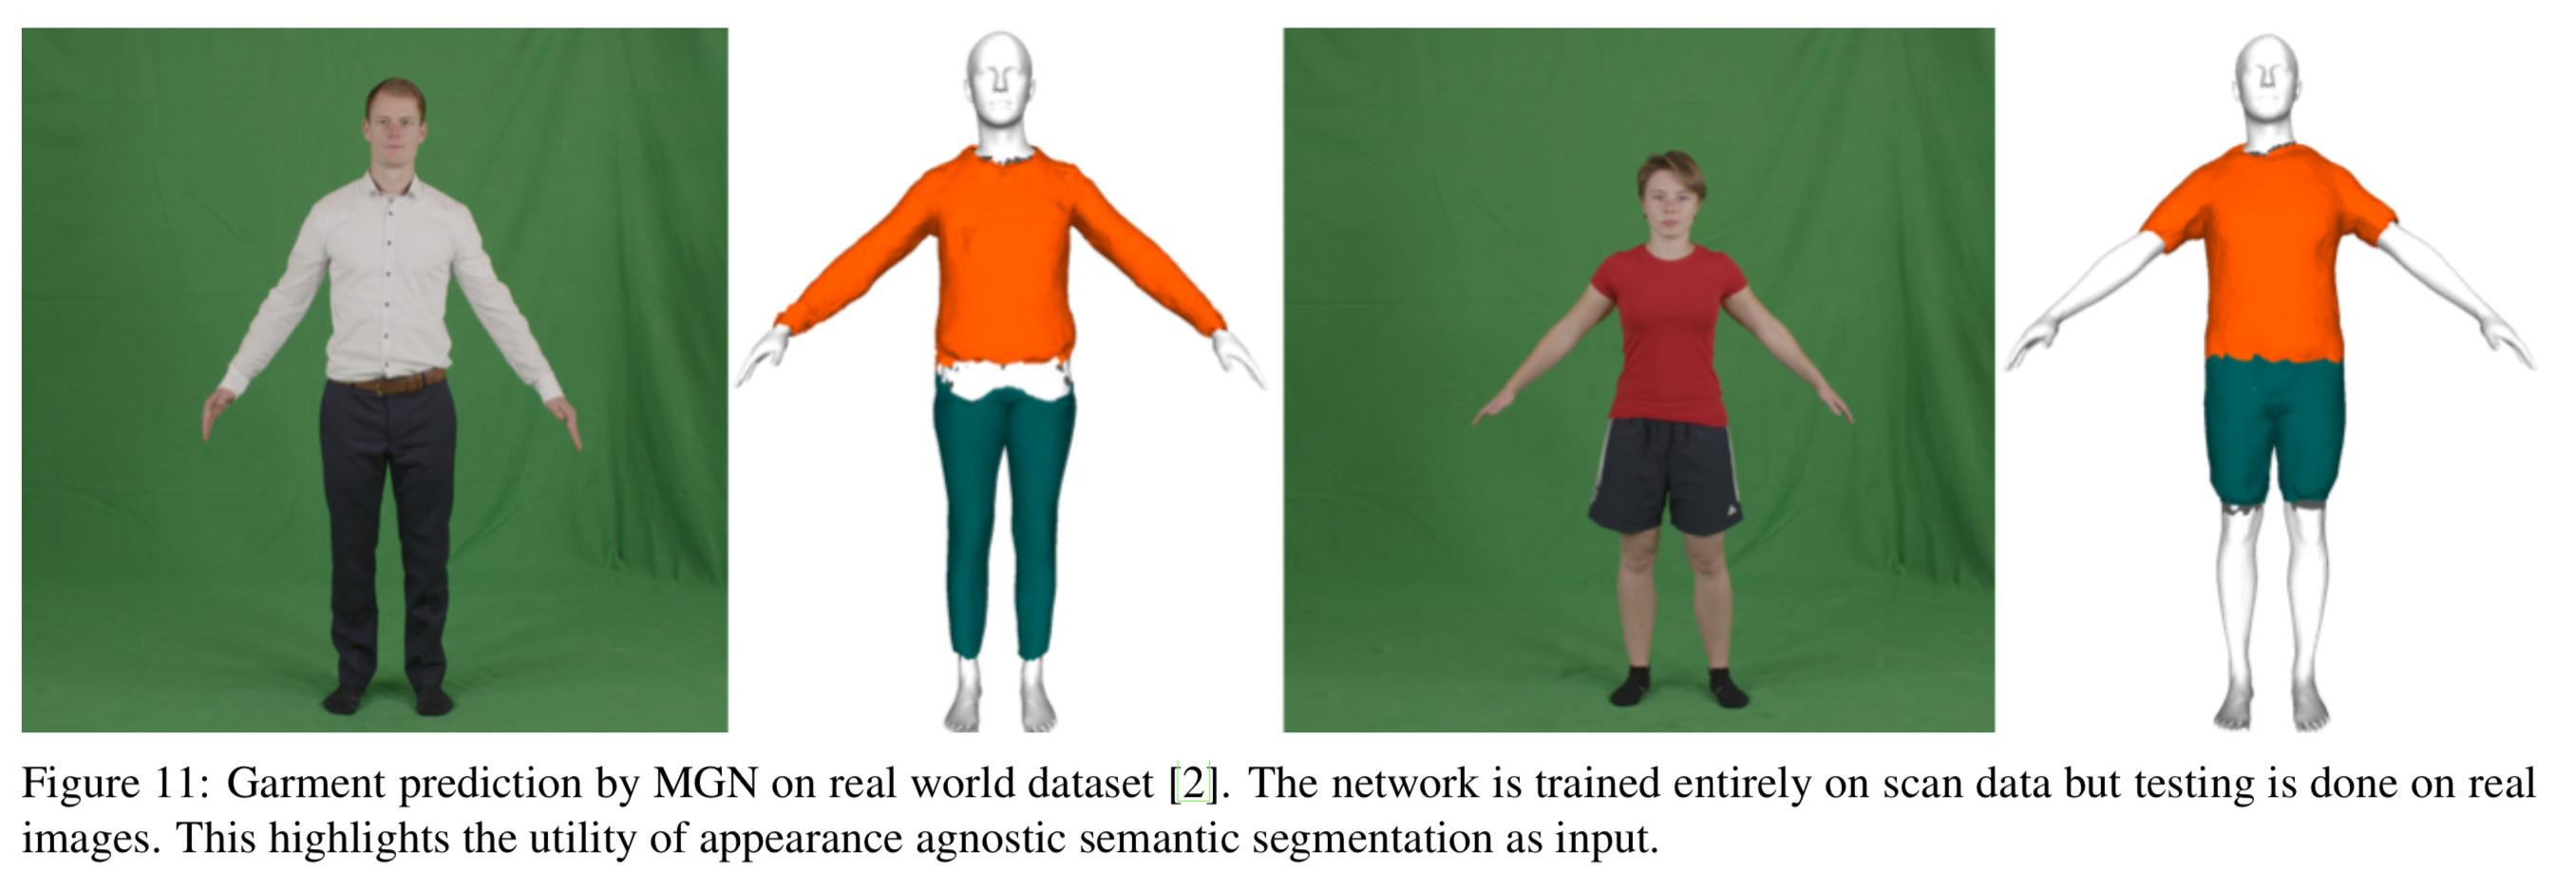 Figure 11: Garment prediction by MGN on real world dataset [2]. The network is trained entirely on scan data but testing is done on real
images. This highlights the utility of appearance agnostic semantic segmentation as input.